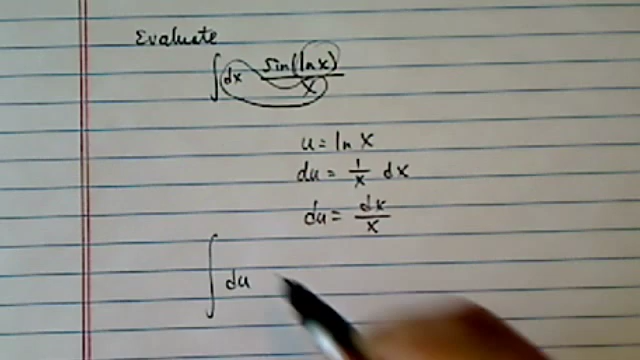 Evaluate
∫ dx sin(ln x) / x
u = ln x
du = 1/x dx
du = dx/x
∫ du